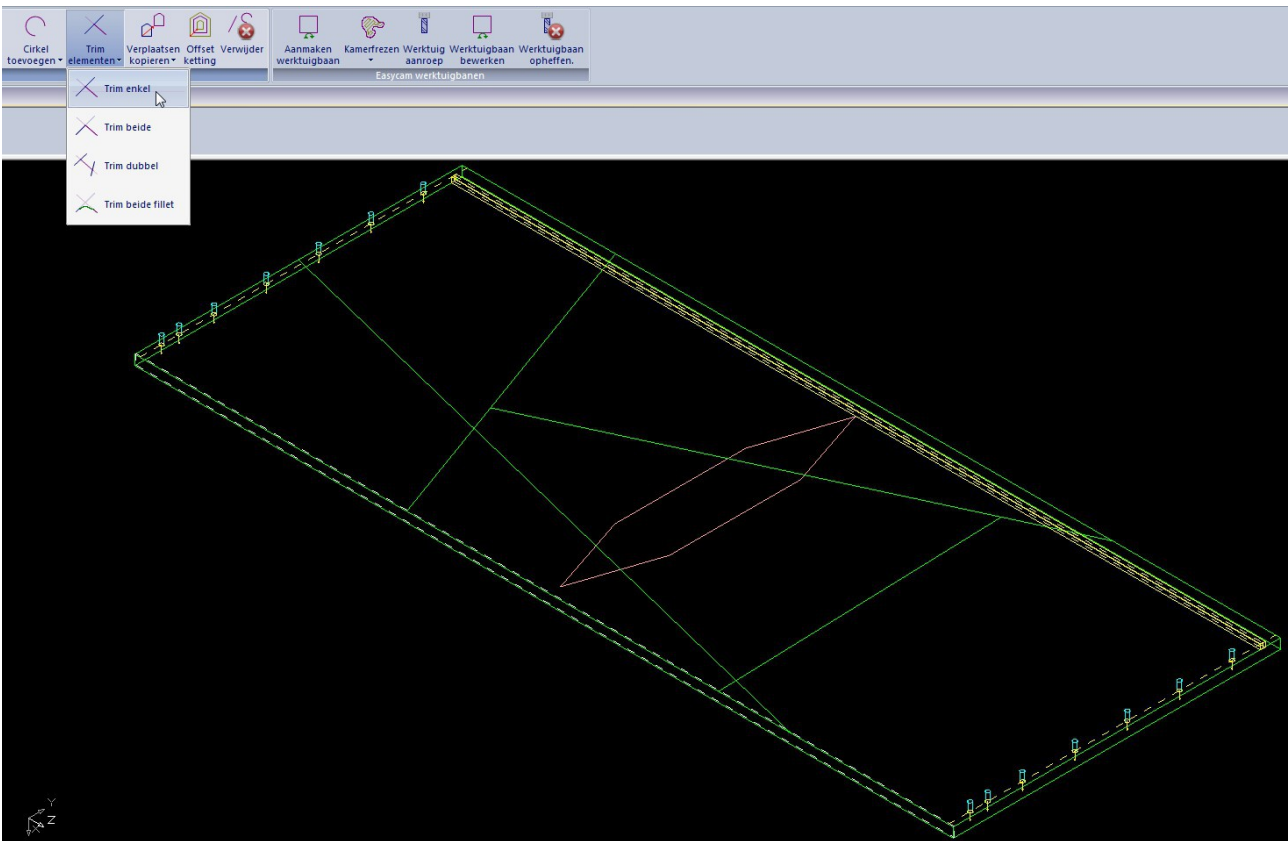 Cirkel
toevoegen
Trim
elementen
Verplaatsen
kopieren
Offset
ketting
Verwijder
Aanmaken
werktuigbaan
Kamerfrezen
Werktuig
aanroep
Werktuigbaan
bewerken
Werktuigbaan
opheffen.
Easycam werktuigbanen
Trim enkel
Trim beide
Trim dubbel
Trim beide fillet
Y
Z
X